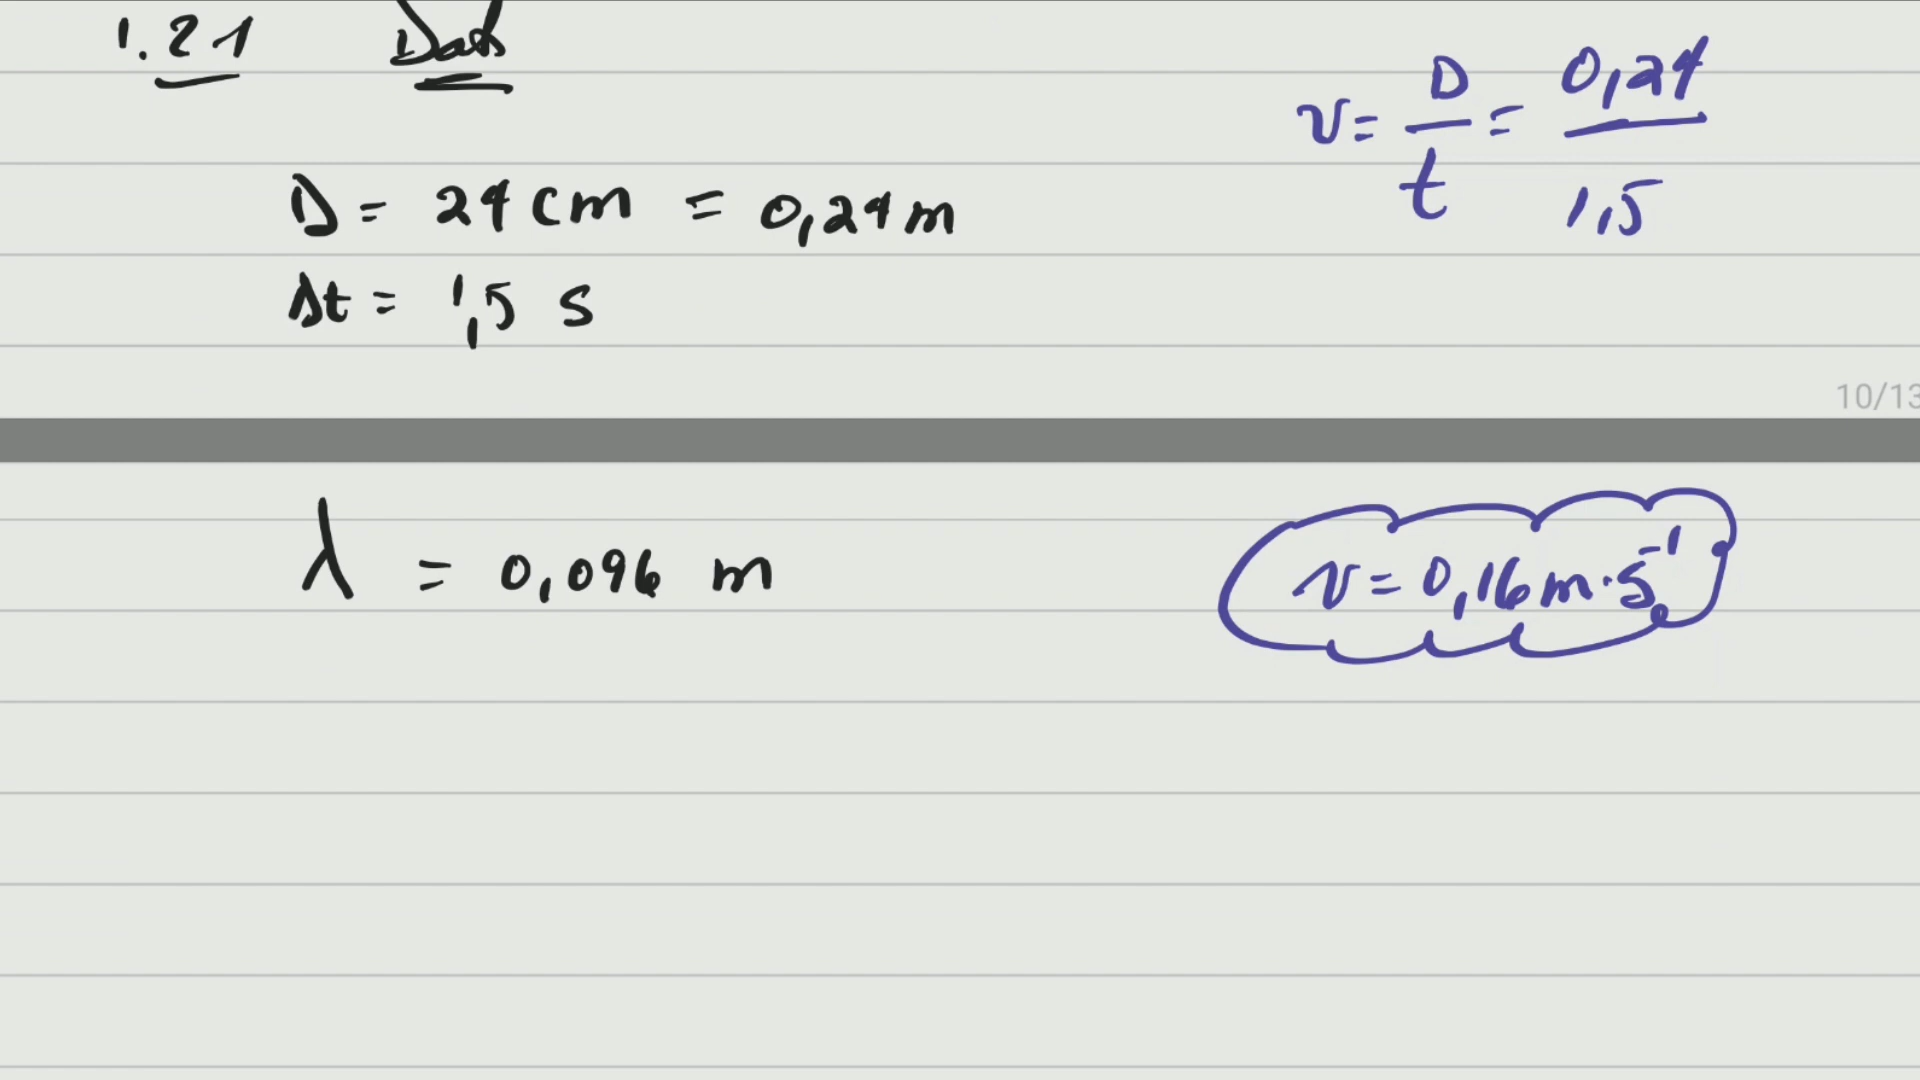 1.21 Dats
v = D/t = 0,24/1,5
D = 24 cm = 0,24 m
Δt = 1,5 s
10/13
λ = 0,096 m
v = 0,16 m·s⁻¹